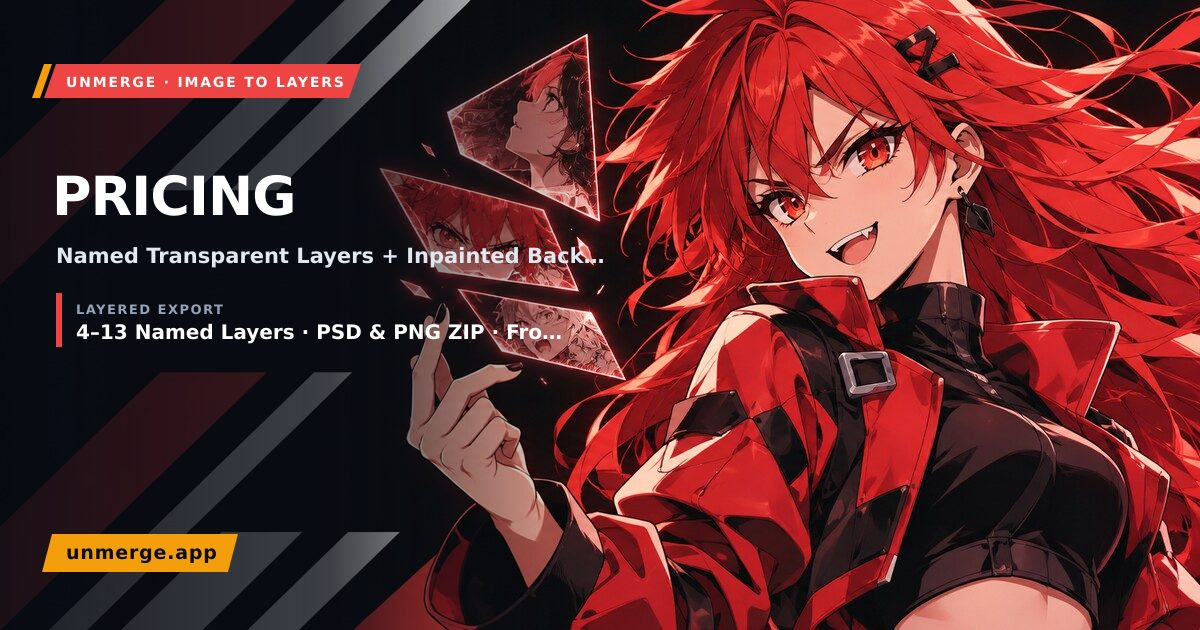 UNMERGE · IMAGE TO LAYERS
PRICING
Named Transparent Layers + Inpainted Back…
LAYERED EXPORT
4–13 Named Layers · PSD & PNG ZIP · Fro…
unmerge.app